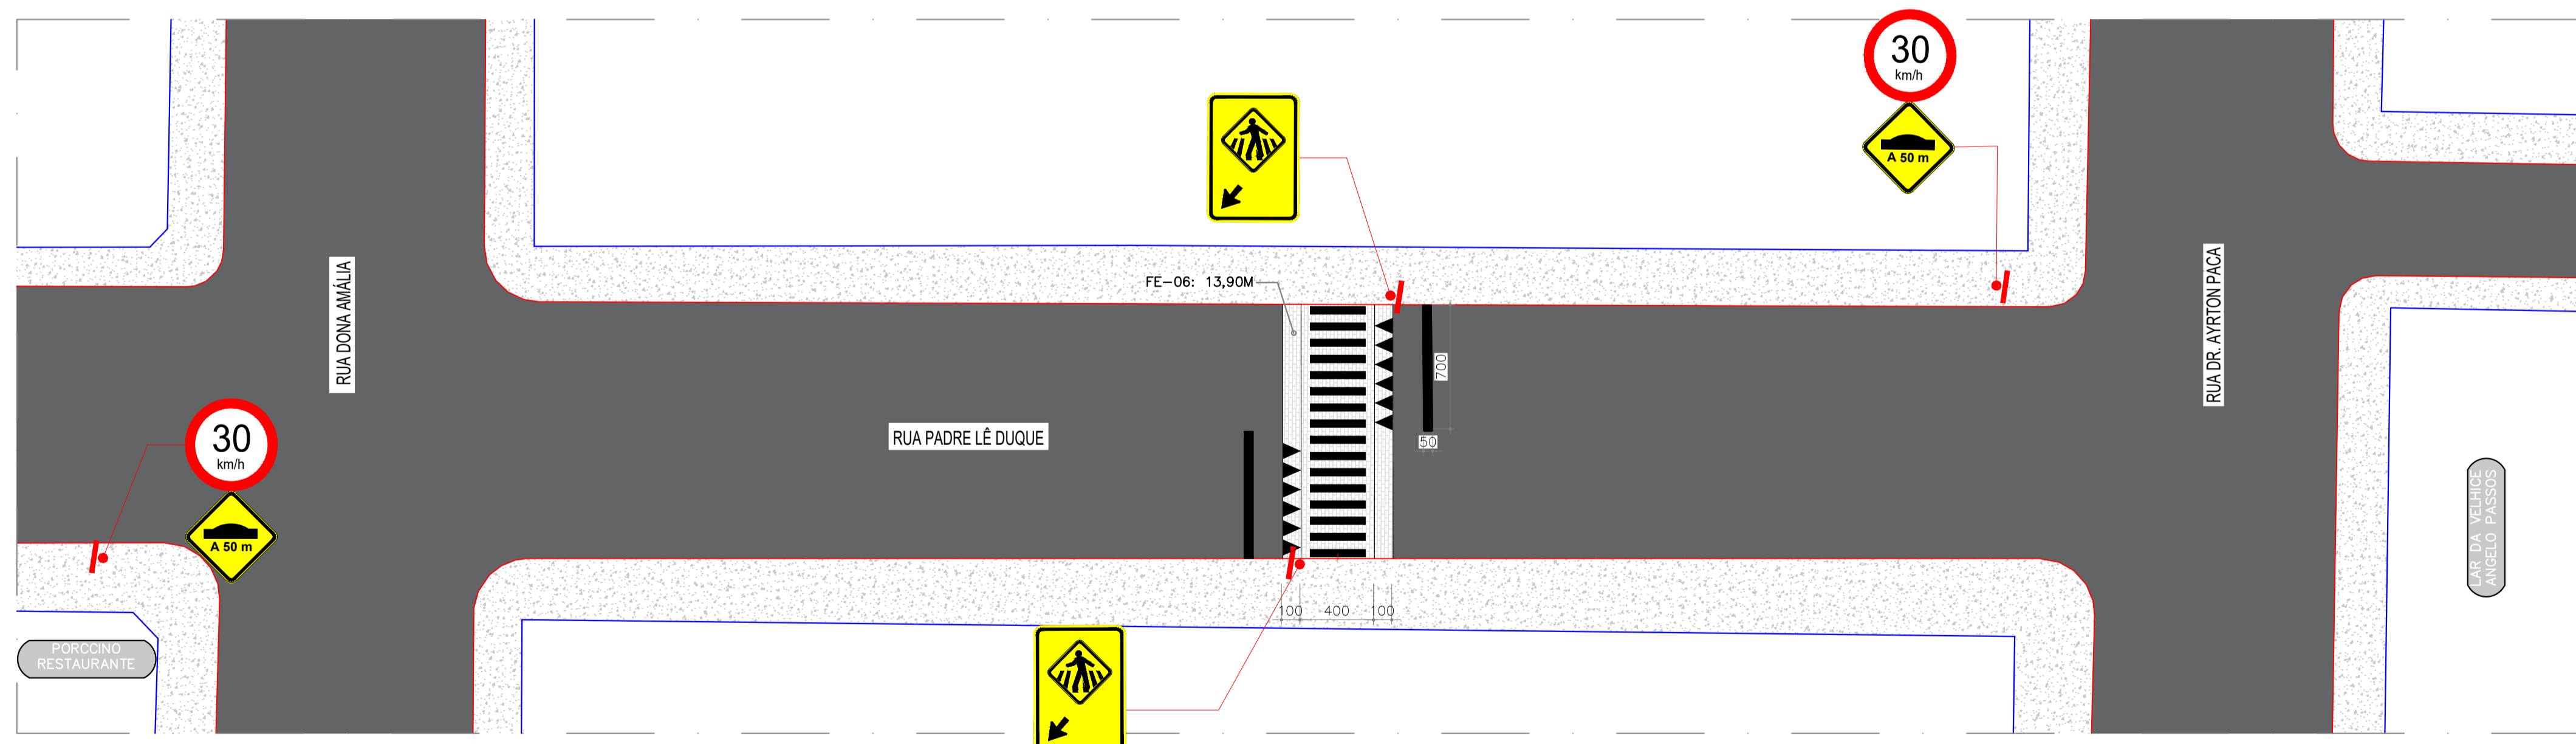 30
km/h
A 50 m
FE-06: 13,90M
RUA DONA AMÁLIA
RUA DR. AYRTON PACA
700
50
30
km/h
A 50 m
RUA PADRE LÊ DUQUE
LAR DA VELHICE
ANGELO PASSOS
100 400 100
PORCCINO
RESTAURANTE